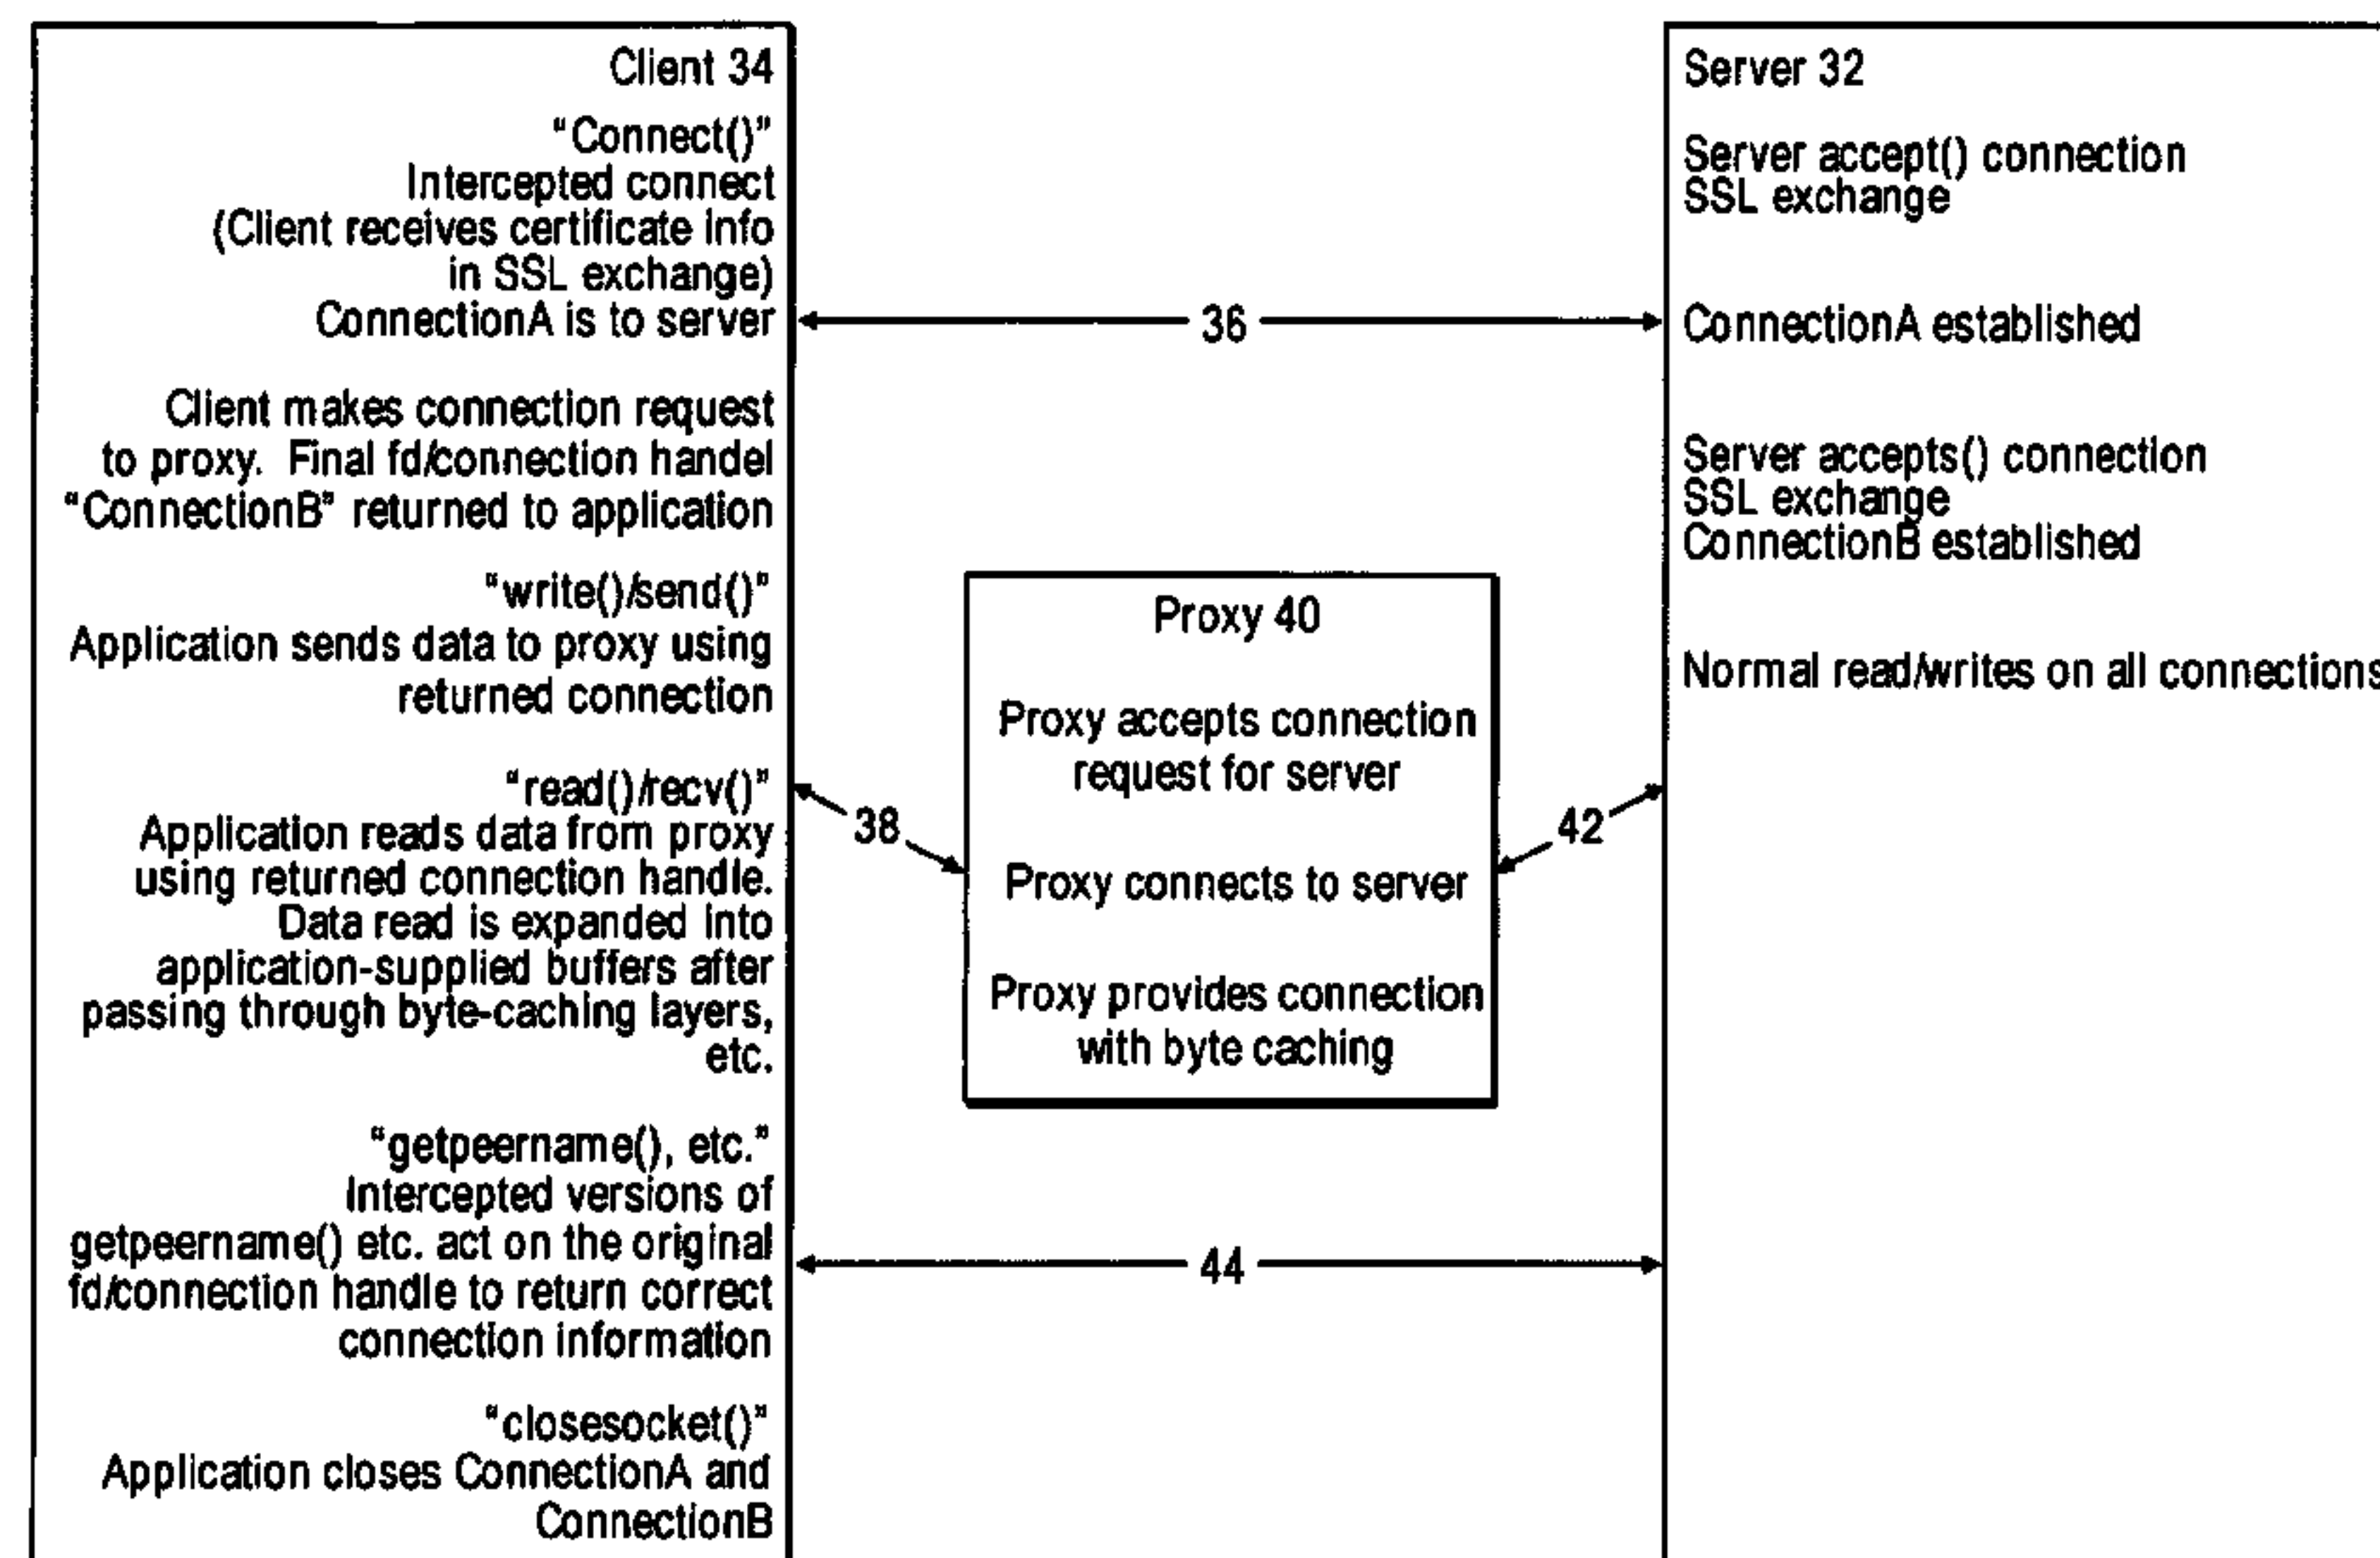 Client 34
"Connect()"
Intercepted connect
(Client receives certificate info
in SSL exchange)
ConnectionA is to server
Client makes connection request
to proxy. Final fd/connection handel
"ConnectionB" returned to application
"write()/send()"
Application sends data to proxy using
returned connection
"read()/recv()"
Application reads data from proxy
using returned connection handle.
Data read is expanded into
application-supplied buffers after
passing through byte-caching layers,
etc.
"getpeername(), etc."
Intercepted versions of
getpeername() etc. act on the original
fd/connection handle to return correct
connection information
"closesocket()"
Application closes ConnectionA and
ConnectionB
36
38
Proxy 40
Proxy accepts connection
request for server
Proxy connects to server
Proxy provides connection
with byte caching
42
44
Server 32
Server accept() connection
SSL exchange
ConnectionA established
Server accepts() connection
SSL exchange
ConnectionB established
Normal read/writes on all connections